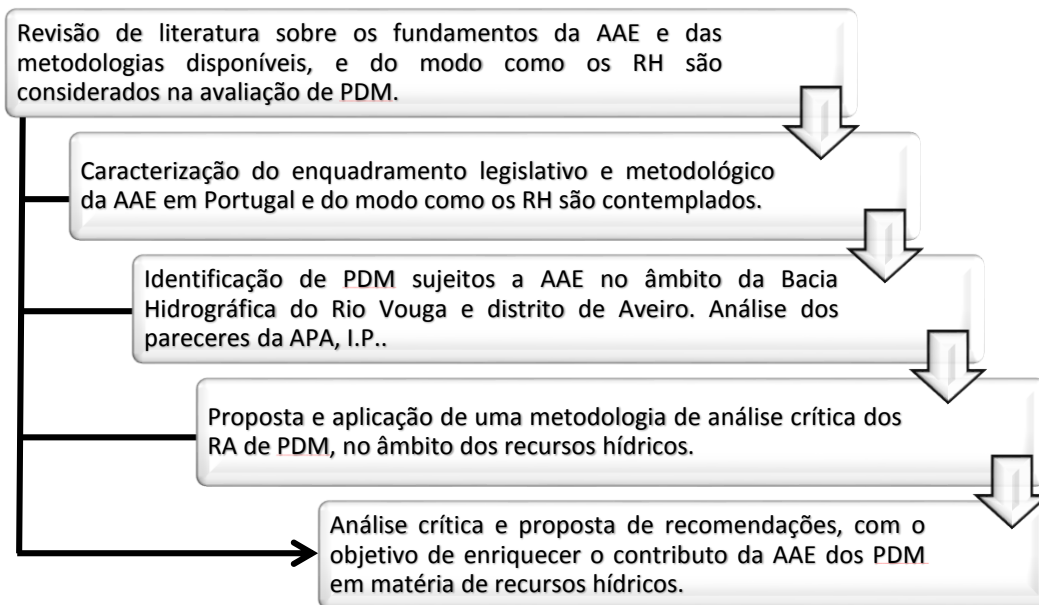 Revisão de literatura sobre os fundamentos da AAE e das
metodologias disponíveis, e do modo como os RH são
considerados na avaliação de PDM.
Caracterização do enquadramento legislativo e metodológico
da AAE em Portugal e do modo como os RH são contemplados.
Identificação de PDM sujeitos a AAE no âmbito da Bacia
Hidrográfica do Rio Vouga e distrito de Aveiro. Análise dos
pareceres da APA, I.P..
Proposta e aplicação de uma metodologia de análise crítica dos
RA de PDM, no âmbito dos recursos hídricos.
Análise crítica e proposta de recomendações, com o
objetivo de enriquecer o contributo da AAE dos PDM
em matéria de recursos hídricos.